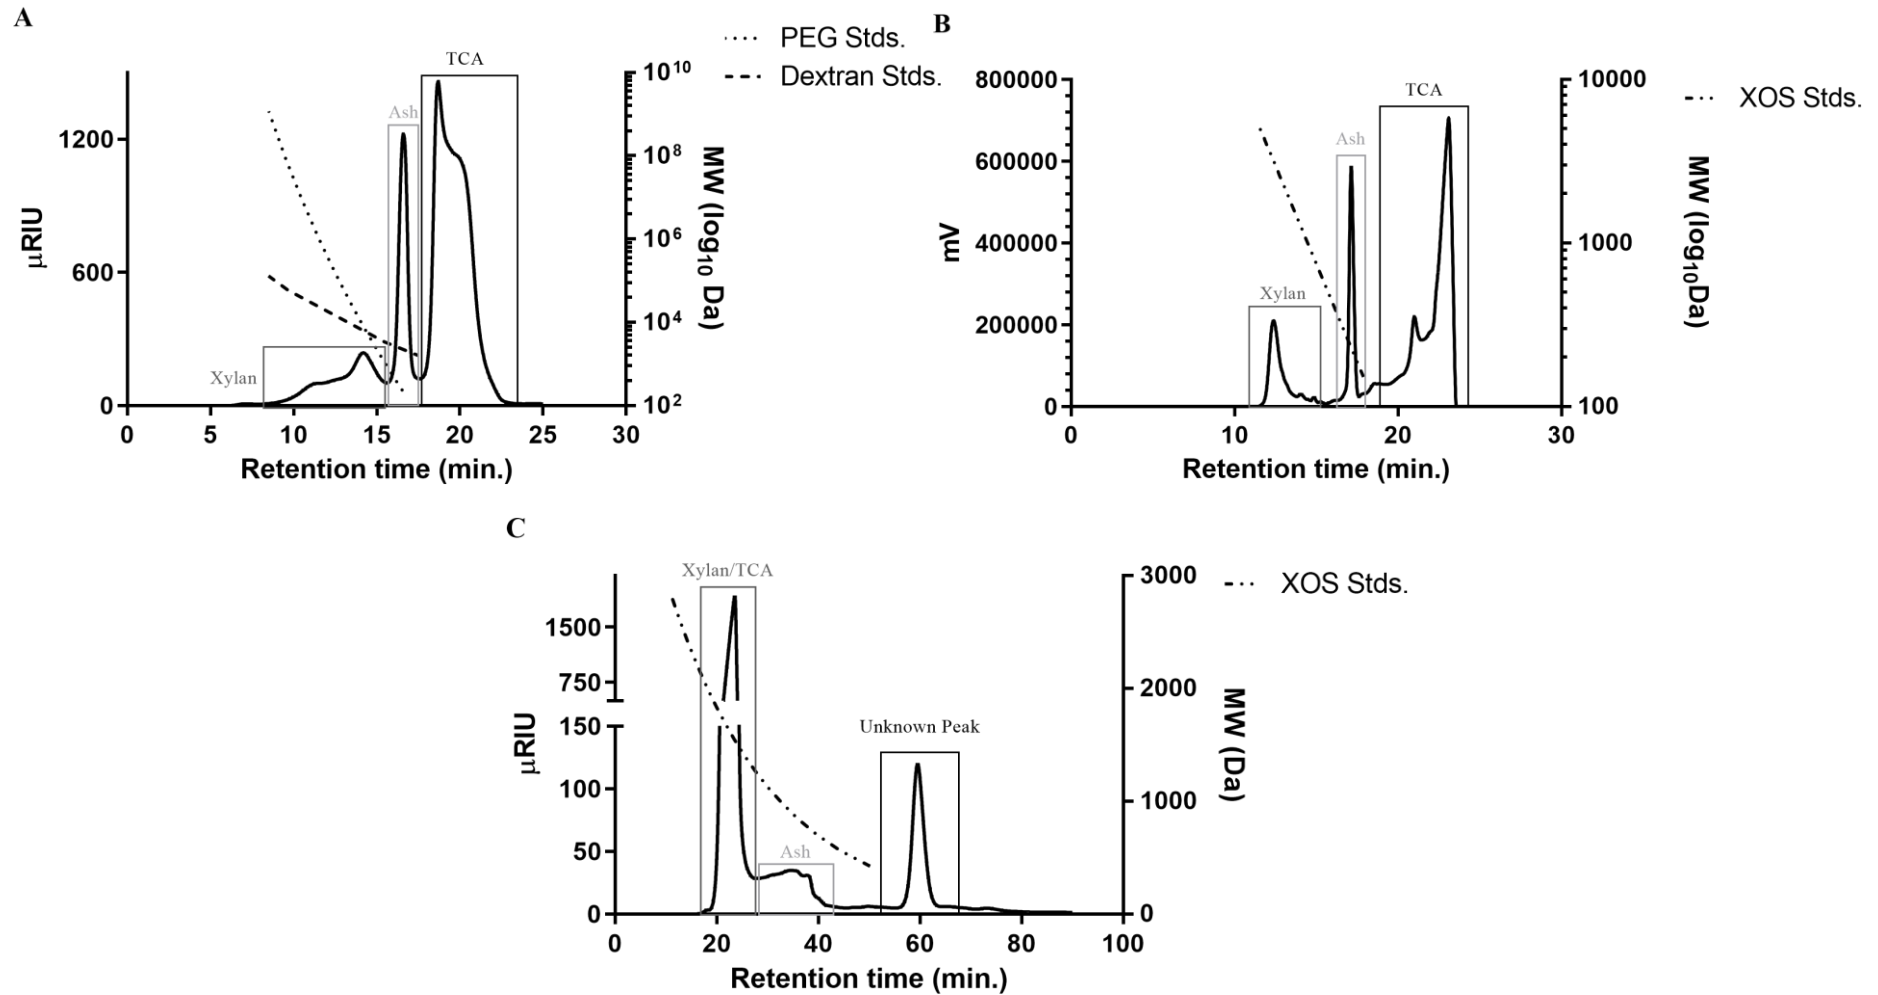 A
PEG Stds.
Dextran Stds.
TCA
Ash
Xylan
1200
600
0
μRIU
10^10
10^8
10^6
10^4
10^2
MW (log10 Da)
0 5 10 15 20 25 30
Retention time (min.)
B
XOS Stds.
TCA
Ash
Xylan
800000
600000
400000
200000
0
mV
10000
1000
100
MW (log10Da)
0 10 20 30
Retention time (min.)
C
XOS Stds.
Xylan/TCA
Unknown Peak
Ash
1500
750
150
100
50
0
μRIU
3000
2000
1000
0
MW (Da)
0 20 40 60 80 100
Retention time (min.)